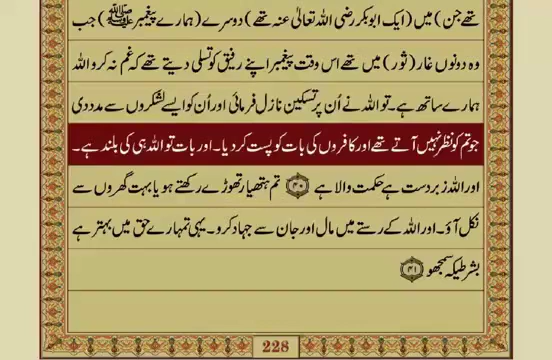 تھے جن) میں (ایک ابوبکر رضی اللہ تعالیٰ عنہ تھے) دوسرے (ہمارے پیغمبر ﷺ) جب
وہ دونوں غار (ثور) میں تھے اس وقت پیغمبر اپنے رفیق کو تسلی دیتے تھے کہ غم نہ کرو اللہ
ہمارے ساتھ ہے۔ تو اللہ نے اُن پر تسکین نازل فرمائی اور اُن کو ایسے لشکروں سے مدد دی
جو تم کو نظر نہیں آتے تھے اور کافروں کی بات کو پست کر دیا۔ اور بات تو اللہ ہی کی بلند ہے۔
اور اللہ زبردست ہے حکمت والا ہے ﴿۴۰﴾ تم ہتھیار تھوڑے رکھتے ہو یا بہت گھروں سے
نکل آؤ۔ اور اللہ کے رستے میں مال اور جان سے جہاد کرو۔ یہی تمہارے حق میں بہتر ہے
بشرطیکہ سمجھو ﴿۴۱﴾
228